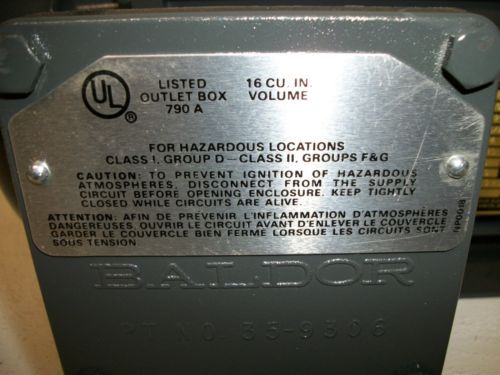 UL
®
LISTED 16 CU. IN.
OUTLET BOX VOLUME
790 A
FOR HAZARDOUS LOCATIONS
CLASS I, GROUP D—CLASS II, GROUPS F&G
CAUTION: TO PREVENT IGNITION OF HAZARDOUS
ATMOSPHERES, DISCONNECT FROM THE SUPPLY
CIRCUIT BEFORE OPENING ENCLOSURE. KEEP TIGHTLY
CLOSED WHILE CIRCUITS ARE ALIVE.
ATTENTION: AFIN DE PREVENIR L'INFLAMMATION D'ATMOSPHÈRES
DANGEREUSES, OUVRIR LE CIRCUIT AVANT D'ENLEVER LE COUVERCLE
GARDER LE COUVERCLE BIEN FERME LORSQUE LES CIRCUITS SONT
SOUS TENSION.
NP0018
BALDOR
PT NO. 35-9306